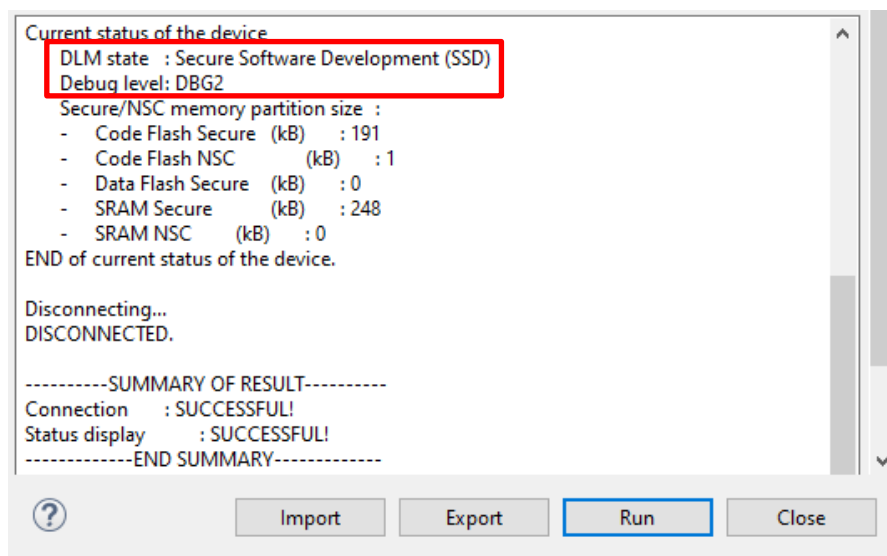 Current status of the device
DLM state : Secure Software Development (SSD)
Debug level: DBG2
Secure/NSC memory partition size :
- Code Flash Secure (kB) : 191
- Code Flash NSC (kB) : 1
- Data Flash Secure (kB) : 0
- SRAM Secure (kB) : 248
- SRAM NSC (kB) : 0
END of current status of the device.
Disconnecting...
DISCONNECTED.
----------SUMMARY OF RESULT----------
Connection : SUCCESSFUL!
Status display : SUCCESSFUL!
-------------END SUMMARY-------------
? Import Export Run Close